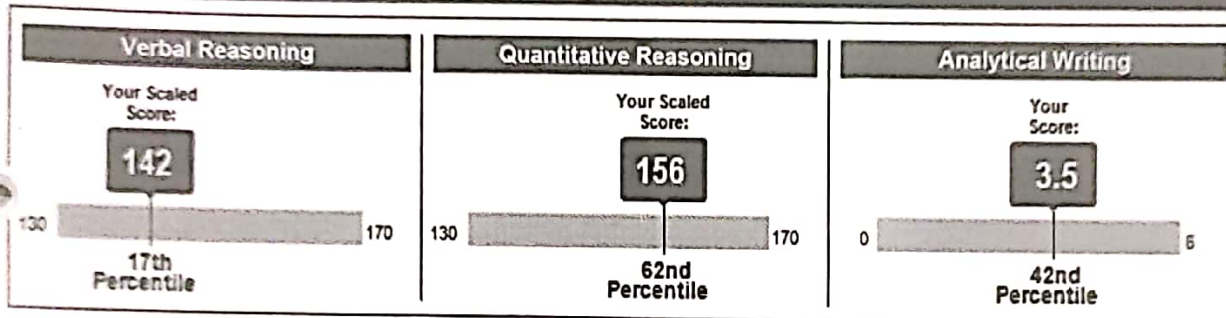 Verbal Reasoning
Your Scaled
Score:
142
130
170
17th
Percentile
Quantitative Reasoning
Your Scaled
Score:
156
130
170
62nd
Percentile
Analytical Writing
Your
Score:
3.5
0
6
42nd
Percentile